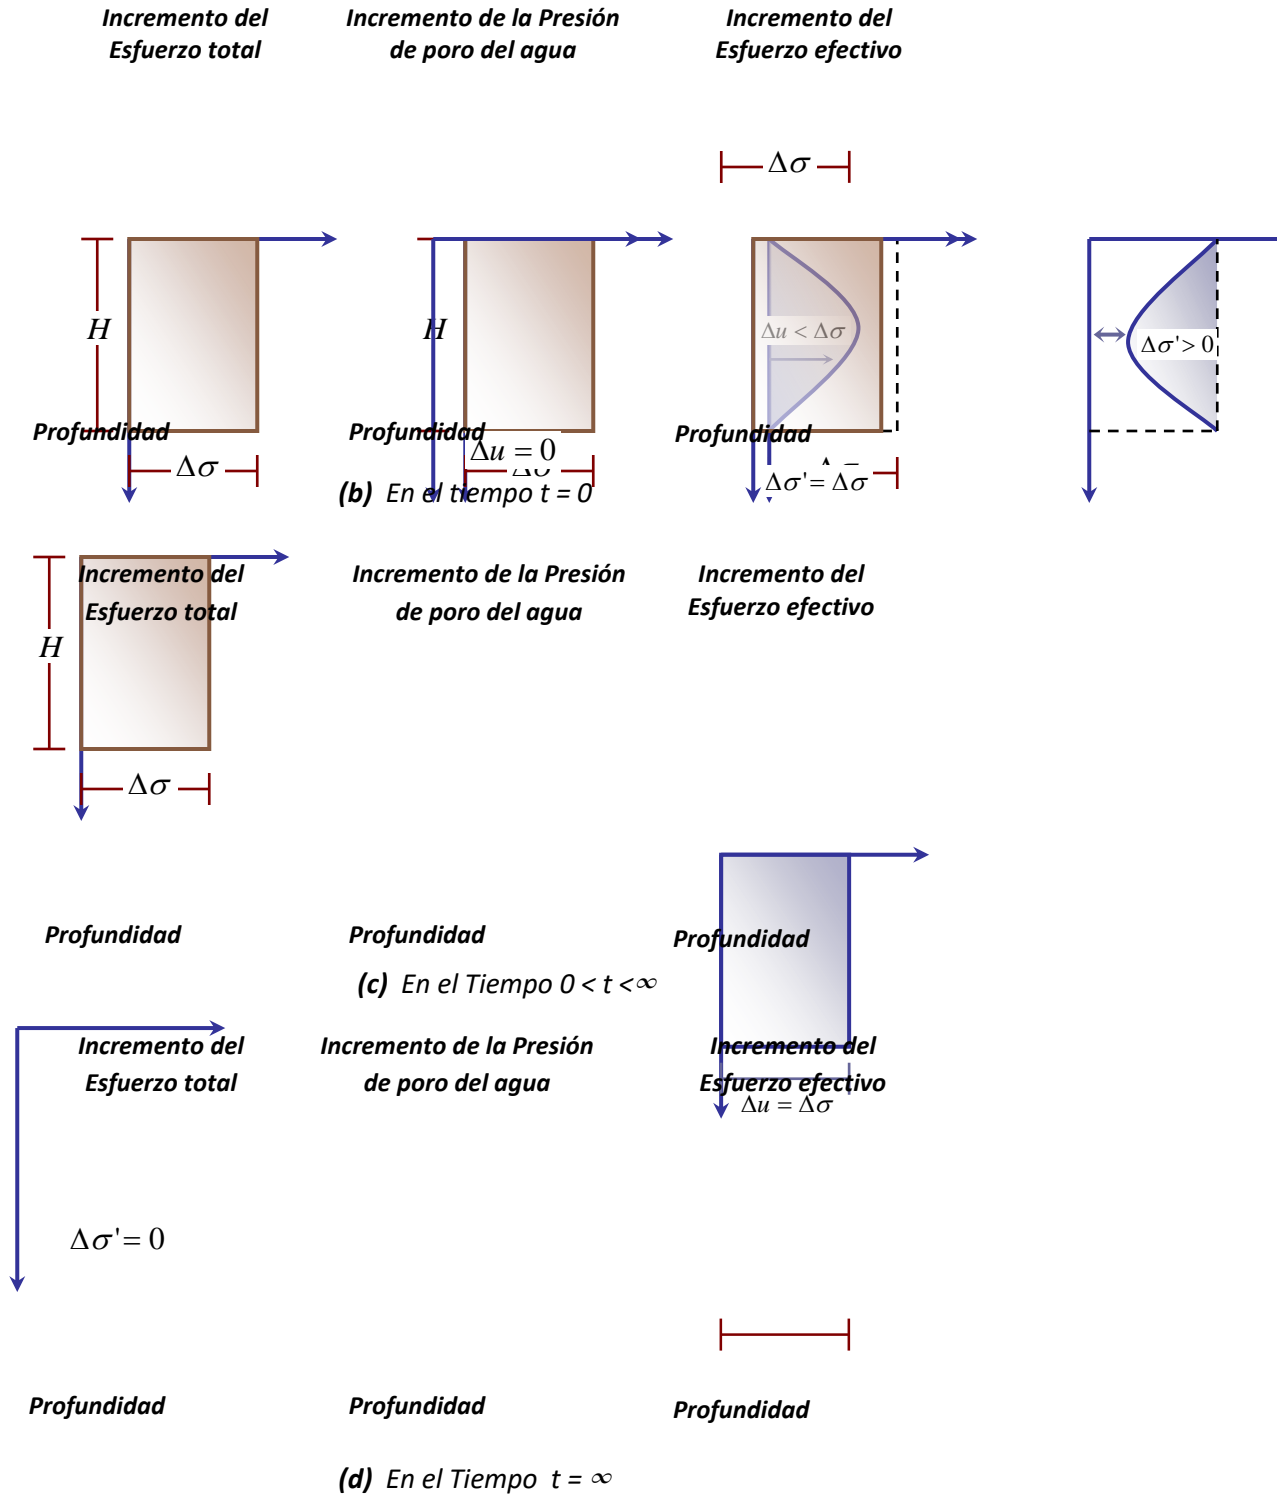 Incremento del
Esfuerzo total
Incremento de la Presión
de poro del agua
Incremento del
Esfuerzo efectivo
Δσ
H
H
Δu < Δσ
Δσ'> 0
Profundidad
Profundidad
Profundidad
Δσ
Δu = 0
Δσ
Δσ'= Δσ
(b) En el tiempo t = 0
Incremento del
Esfuerzo total
Incremento de la Presión
de poro del agua
Incremento del
Esfuerzo efectivo
H
Δσ
Profundidad
Profundidad
Profundidad
(c) En el Tiempo 0 < t <∞
Incremento del
Esfuerzo total
Incremento de la Presión
de poro del agua
Incremento del
Esfuerzo efectivo
Δu = Δσ
Δσ'= 0
Profundidad
Profundidad
Profundidad
(d) En el Tiempo t = ∞